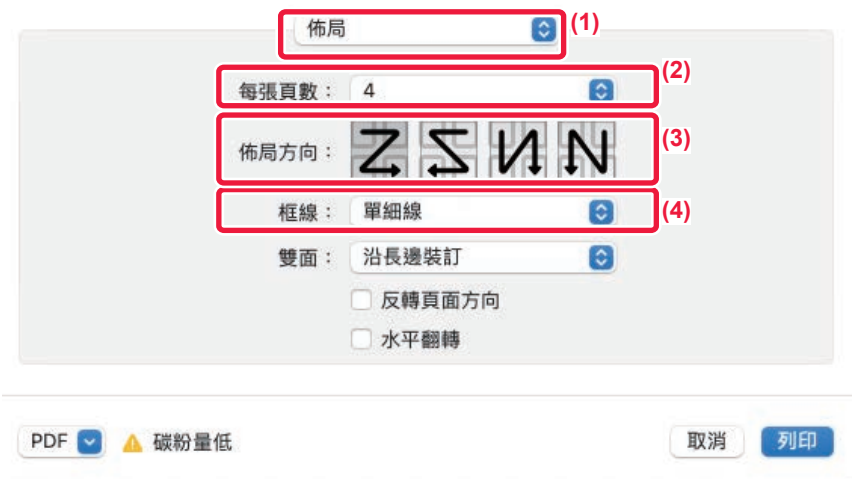 佈局 (1)
每張頁數： 4 (2)
佈局方向： (3)
框線： 單細線 (4)
雙面： 沿長邊裝訂
反轉頁面方向
水平翻轉
PDF 碳粉量低 取消 列印